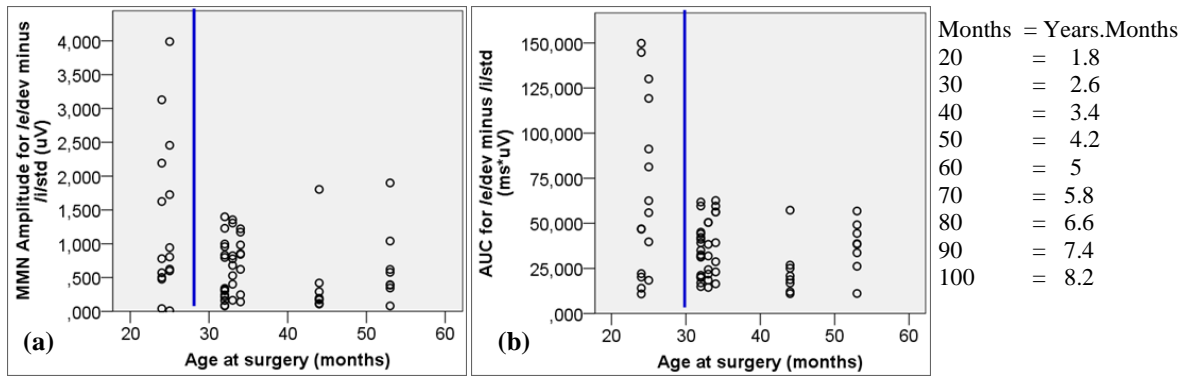 MMN Amplitude for /e/dev minus
/i/std (uV)
4,000
3,500
3,000
2,500
2,000
1,500
1,000
,500
,000
20 30 40 50 60
Age at surgery (months)
(a)
AUC for /e/dev minus /i/std
(ms*uV)
150,000
125,000
100,000
75,000
50,000
25,000
,000
20 30 40 50 60
Age at surgery (months)
(b)
Months = Years.Months
20 = 1.8
30 = 2.6
40 = 3.4
50 = 4.2
60 = 5
70 = 5.8
80 = 6.6
90 = 7.4
100 = 8.2